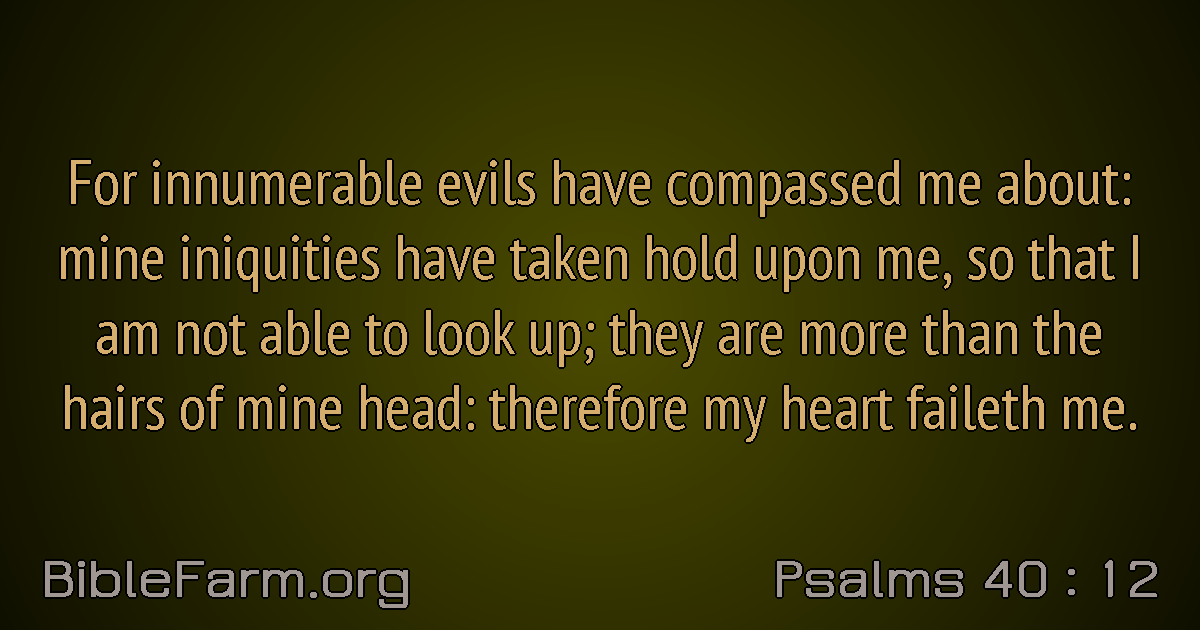 For innumerable evils have compassed me about:
mine iniquities have taken hold upon me, so that I
am not able to look up; they are more than the
hairs of mine head: therefore my heart faileth me.
BibleFarm.org
Psalms 40 : 12